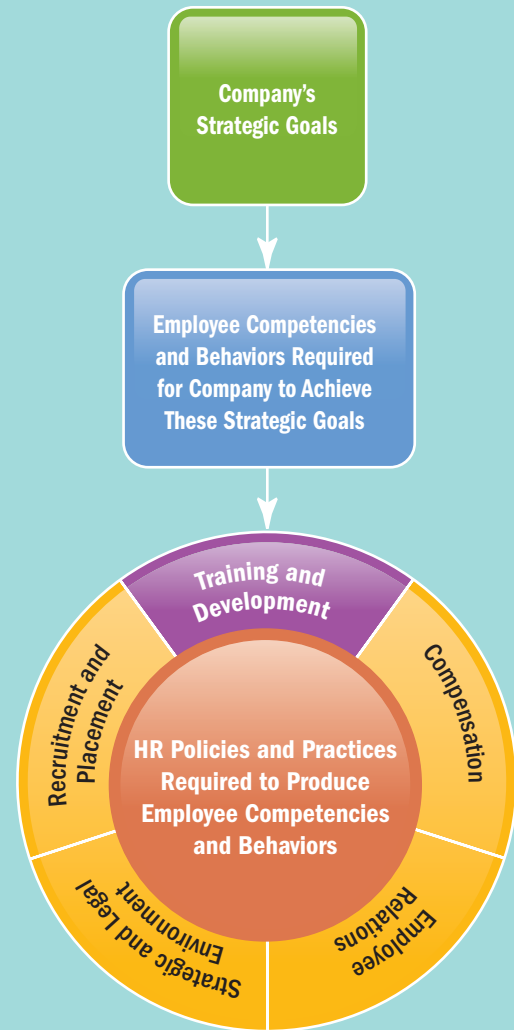 Company's
Strategic Goals
Employee Competencies
and Behaviors Required
for Company to Achieve
These Strategic Goals
Training and
Development
Recruitment and
Placement
Compensation
HR Policies and Practices
Required to Produce
Employee Competencies
and Behaviors
Strategic and Legal
Environment
Employee
Relations